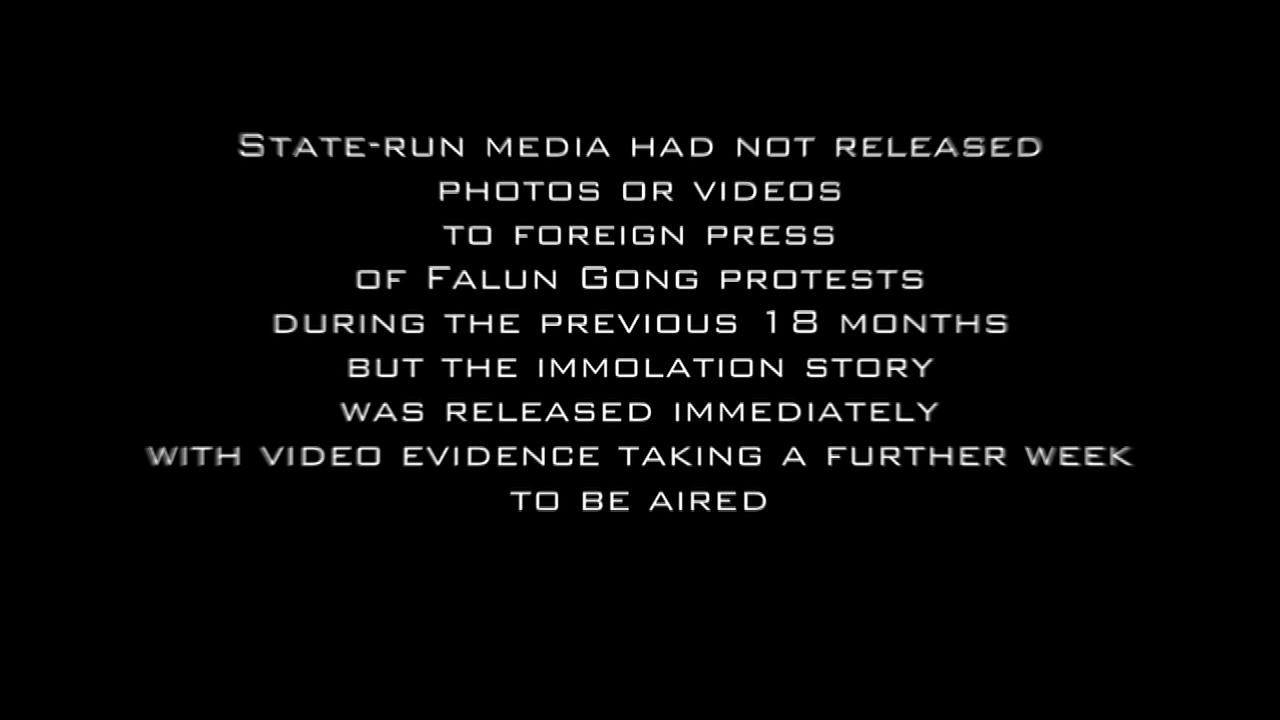 State-run media had not released
photos or videos
to foreign press
of Falun Gong protests
during the previous 18 months
but the immolation story
was released immediately
with video evidence taking a further week
to be aired